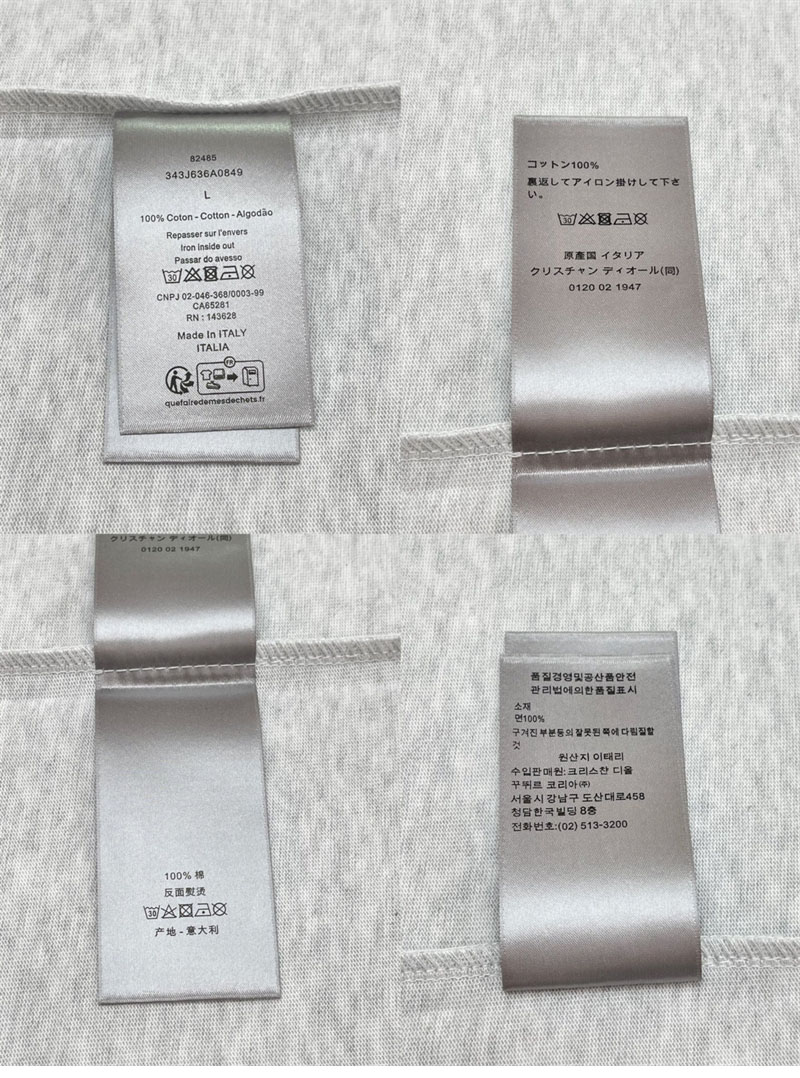 82485
343J636A0849
L
100% Coton - Cotton - Algodão
Repasser sur l'envers
Iron inside out
Passar do avesso
30
CNPJ 02-046-368/0003-99
CA65281
RN : 143628
Made In ITALY
ITALIA
FR
quefairedemesdechets.fr
コットン100%
裏返してアイロン掛けして下さ
い。
30
原産国 イタリア
クリスチャン ディオール(同)
0120 02 1947
クリスチャン ディオール(同)
0120 02 1947
100% 棉
反面熨烫
30
产地 - 意大利
품질경영및공산품안전
관리법에의한품질표시
소재
면100%
구겨진 부분등의 잘못된 쪽에 다림질할
것
원산지 이태리
수입판매원: 크리스챤 디올
꾸뛰르 코리아㈜
서울시 강남구 도산대로458
청담한국빌딩 8층
전화번호:(02) 513-3200